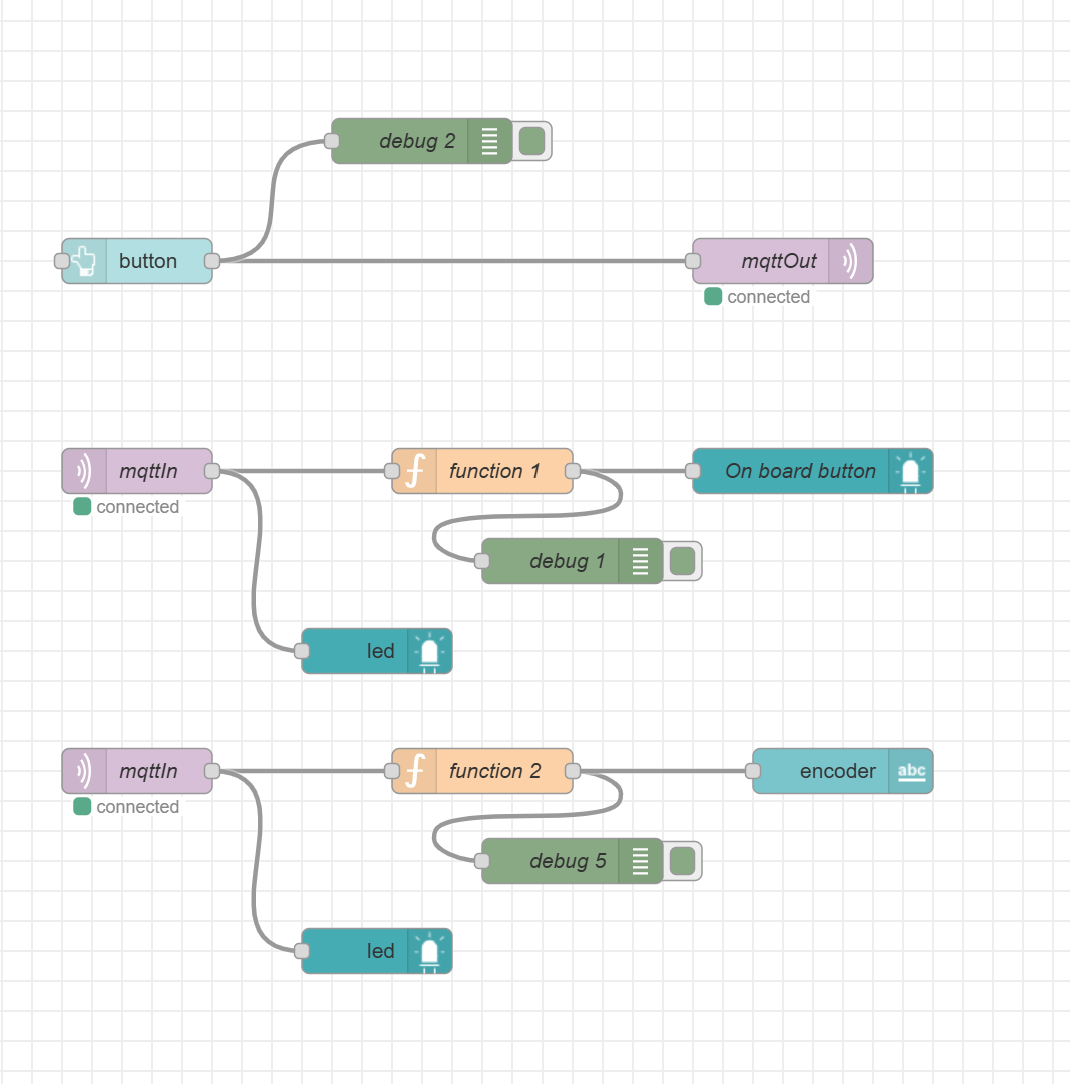 debug 2
button
mqttOut
connected
mqttIn
function 1
On board button
connected
debug 1
led
mqttIn
function 2
encoder
abc
connected
debug 5
led